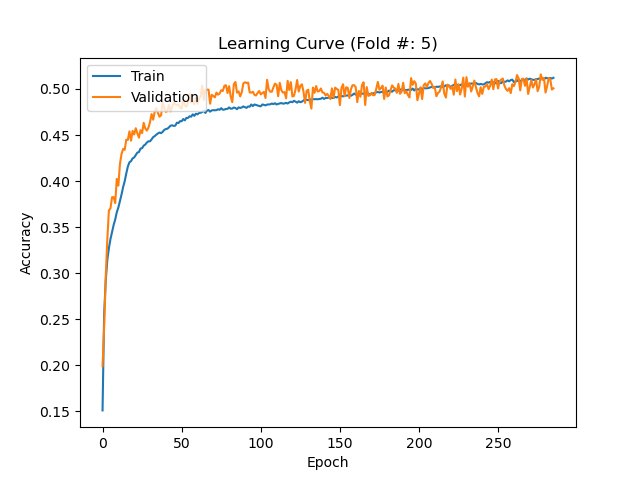 Learning Curve (Fold #: 5)
Train
Validation
Accuracy
0.50
0.45
0.40
0.35
0.30
0.25
0.20
0.15
0 50 100 150 200 250
Epoch